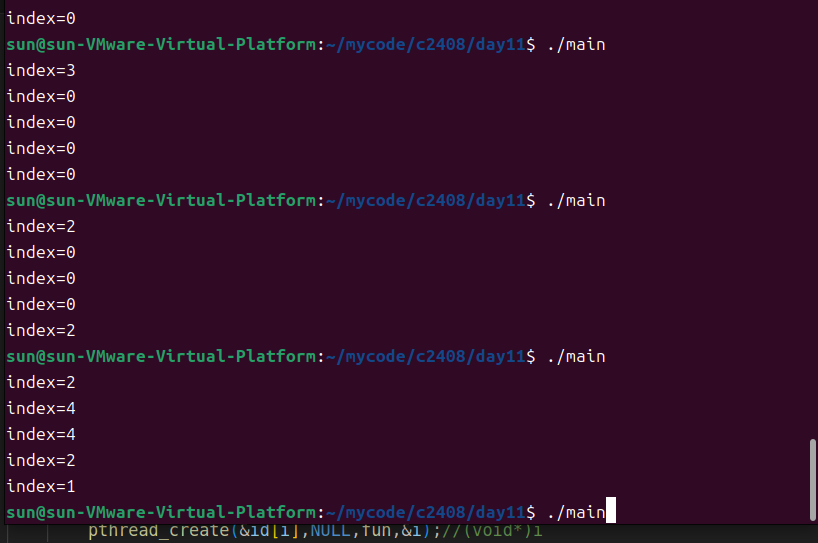 index=0
sun@sun-VMware-Virtual-Platform:~/mycode/c2408/day11$ ./main
index=3
index=0
index=0
index=0
index=0
sun@sun-VMware-Virtual-Platform:~/mycode/c2408/day11$ ./main
index=2
index=0
index=0
index=0
index=2
sun@sun-VMware-Virtual-Platform:~/mycode/c2408/day11$ ./main
index=2
index=4
index=4
index=2
index=1
sun@sun-VMware-Virtual-Platform:~/mycode/c2408/day11$ ./main
pthread_create(&id[i],NULL,fun,&i);//(void*)i